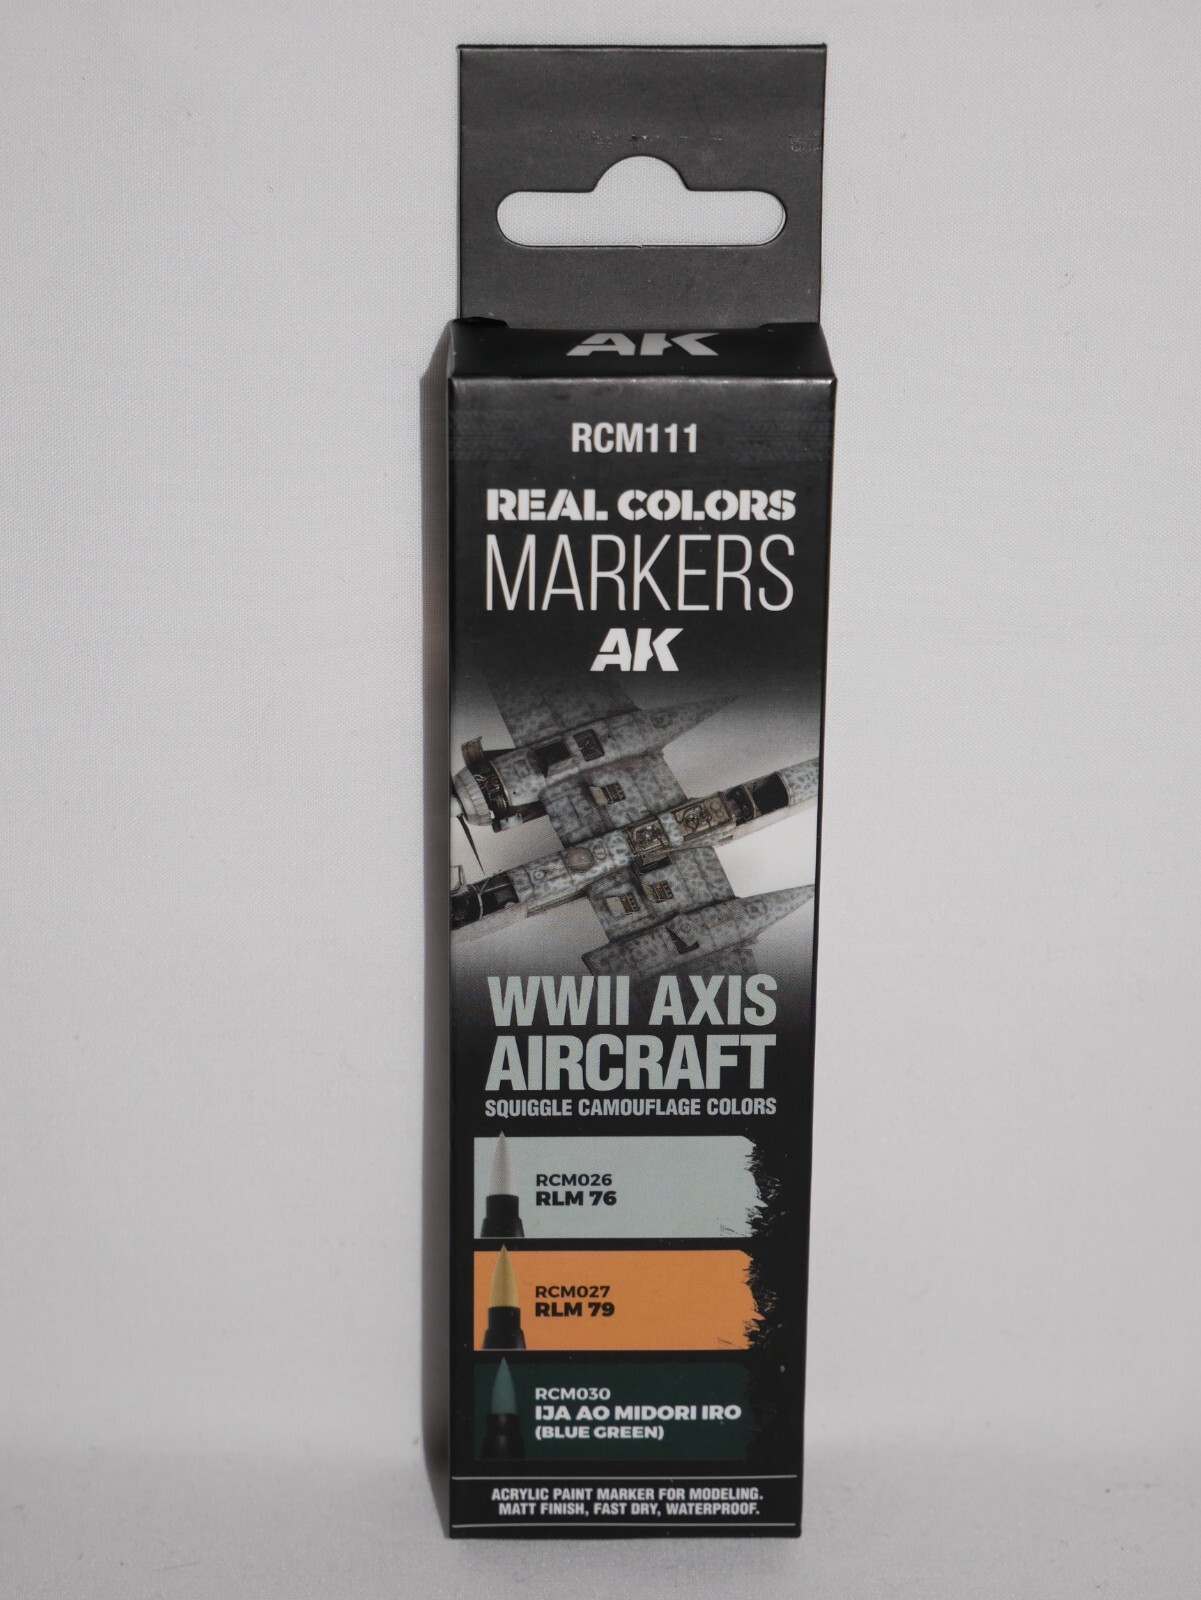 AK
RCM111
REAL COLORS
MARKERS
AK
WWII AXIS
AIRCRAFT
SQUIGGLE CAMOUFLAGE COLORS
RCM026
RLM 76
RCM027
RLM 79
RCM030
IJA AO MIDORI IRO
(BLUE GREEN)
ACRYLIC PAINT MARKER FOR MODELING.
MATT FINISH, FAST DRY, WATERPROOF.